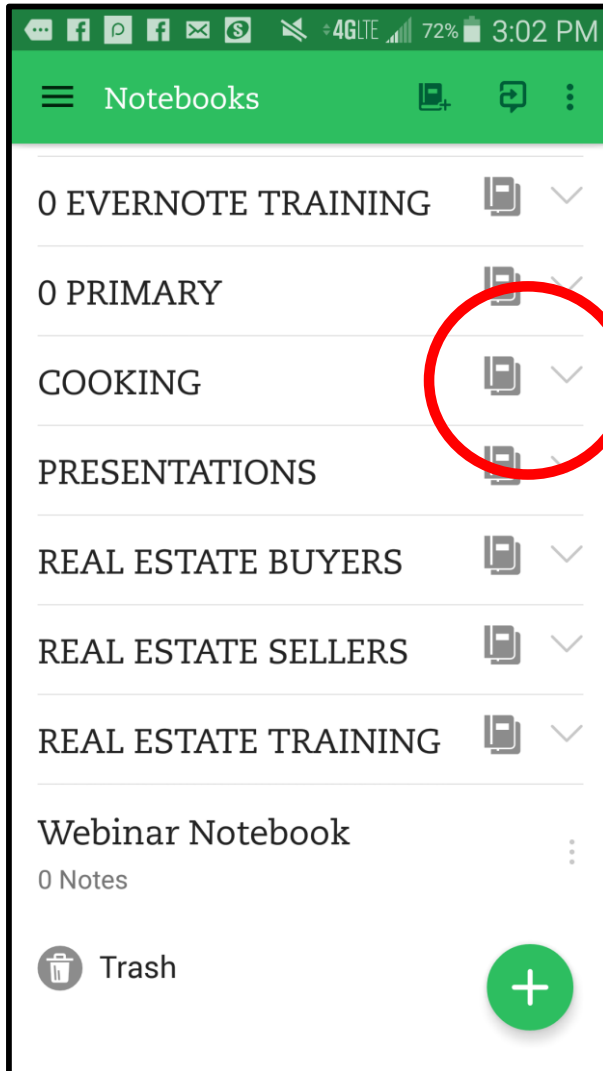 4G LTE 72% 3:02 PM
Notebooks
0 EVERNOTE TRAINING
0 PRIMARY
COOKING
PRESENTATIONS
REAL ESTATE BUYERS
REAL ESTATE SELLERS
REAL ESTATE TRAINING
Webinar Notebook
0 Notes
Trash